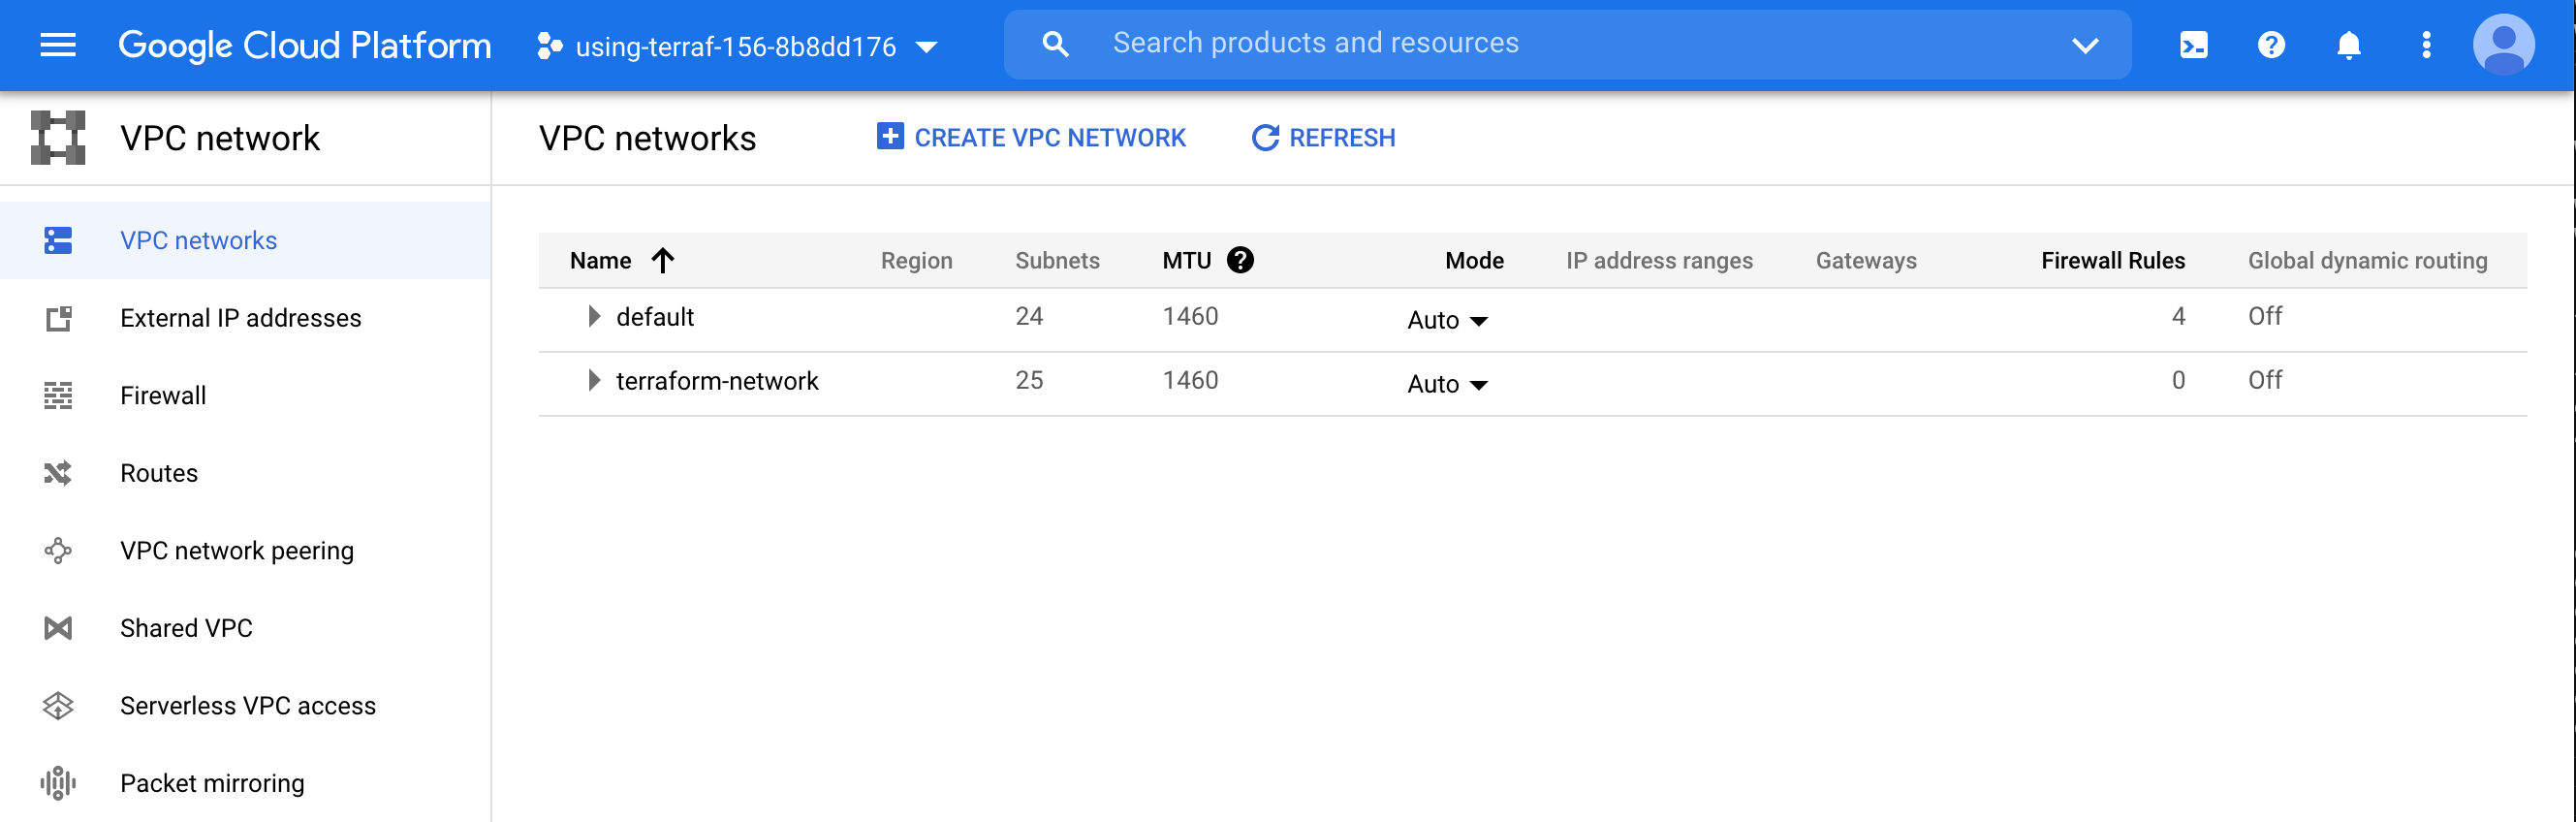 Google Cloud Platform using-terraf-156-8b8dd176 Search products and resources
VPC network
VPC networks
External IP addresses
Firewall
Routes
VPC network peering
Shared VPC
Serverless VPC access
Packet mirroring
VPC networks CREATE VPC NETWORK REFRESH
Name Region Subnets MTU Mode IP address ranges Gateways Firewall Rules Global dynamic routing
default 24 1460 Auto 4 Off
terraform-network 25 1460 Auto 0 Off